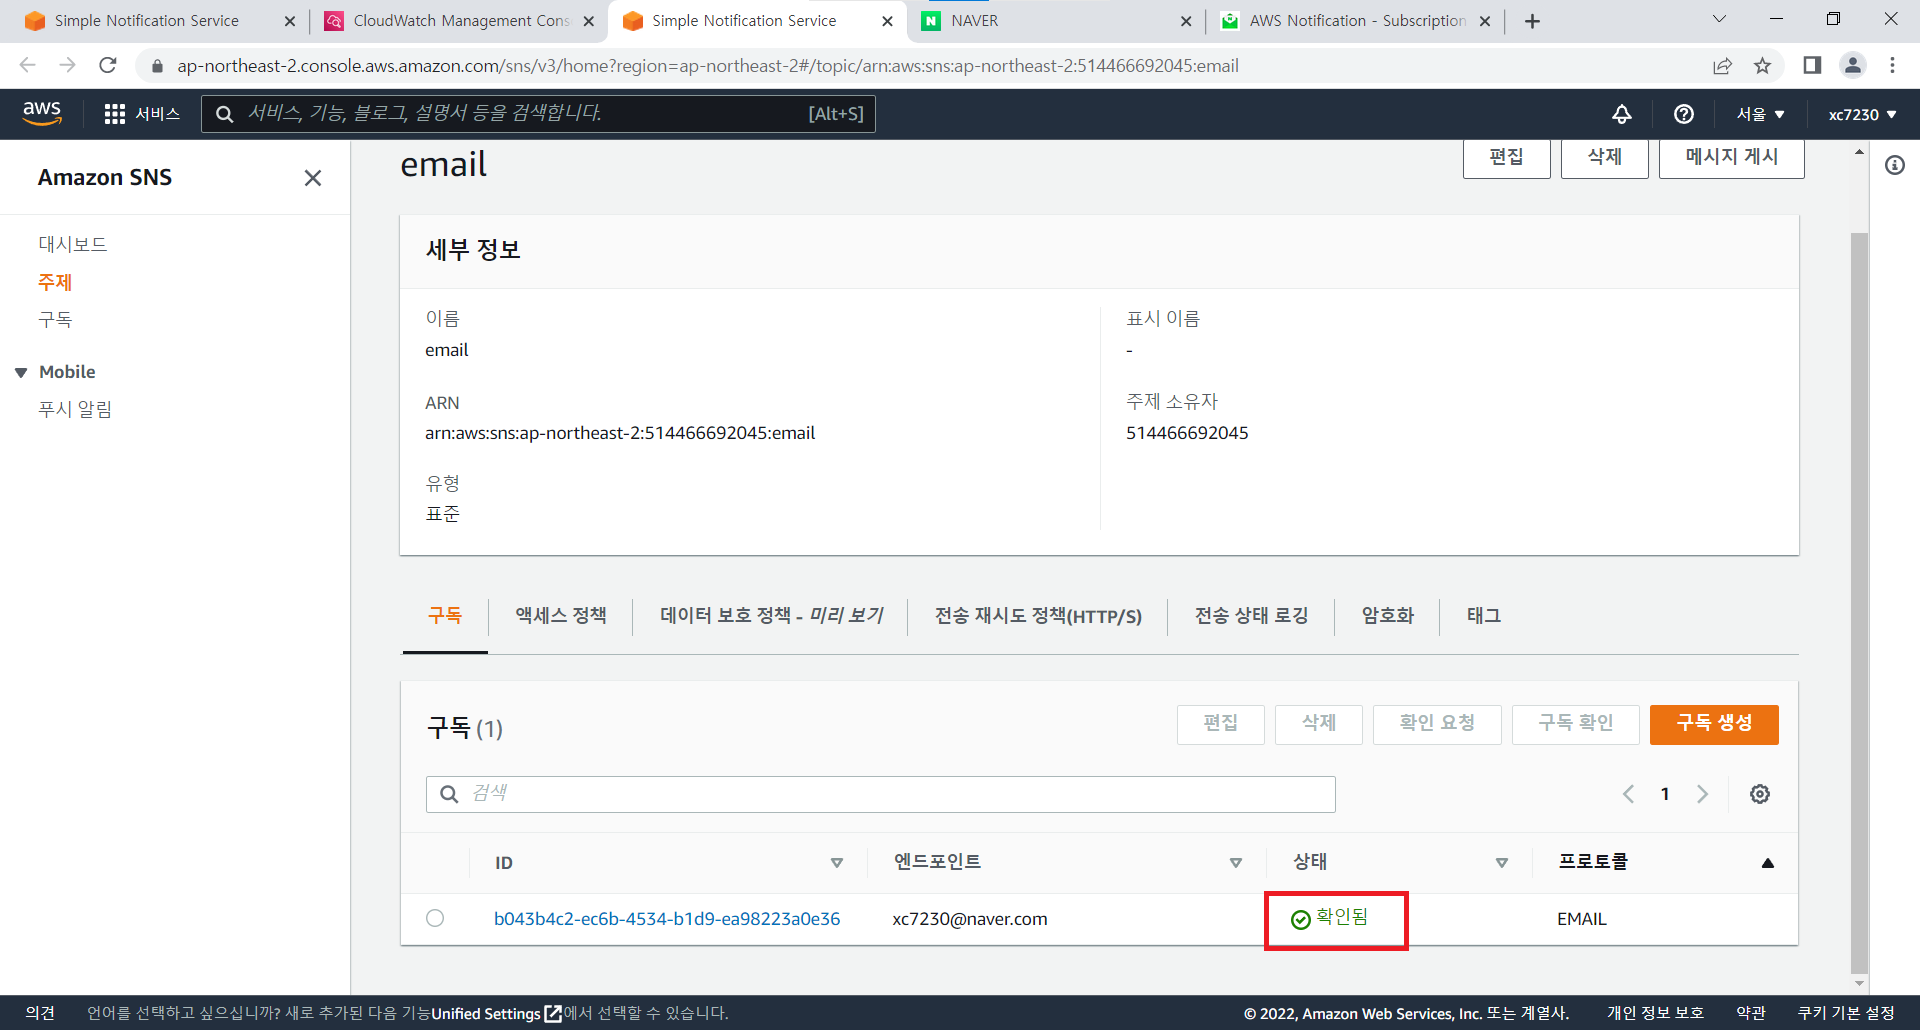 Simple Notification Service
CloudWatch Management Cons
Simple Notification Service
NAVER
AWS Notification - Subscription
ap-northeast-2.console.aws.amazon.com/sns/v3/home?region=ap-northeast-2#/topic/arn:aws:sns:ap-northeast-2:514466692045:email
aws
서비스
서비스, 기능, 블로그, 설명서 등을 검색합니다.
[Alt+S]
서울
xc7230
Amazon SNS
대시보드
주제
구독
Mobile
푸시 알림
email
편집
삭제
메시지 게시
세부 정보
이름
email
표시 이름
-
ARN
arn:aws:sns:ap-northeast-2:514466692045:email
주제 소유자
514466692045
유형
표준
구독
액세스 정책
데이터 보호 정책 - 미리 보기
전송 재시도 정책(HTTP/S)
전송 상태 로깅
암호화
태그
구독 (1)
편집
삭제
확인 요청
구독 확인
구독 생성
검색
1
ID
엔드포인트
상태
프로토콜
b043b4c2-ec6b-4534-b1d9-ea98223a0e36
xc7230@naver.com
확인됨
EMAIL
의견
언어를 선택하고 싶으십니까? 새로 추가된 다음 기능Unified Settings에서 선택할 수 있습니다.
© 2022, Amazon Web Services, Inc. 또는 계열사.
개인 정보 보호
약관
쿠키 기본 설정